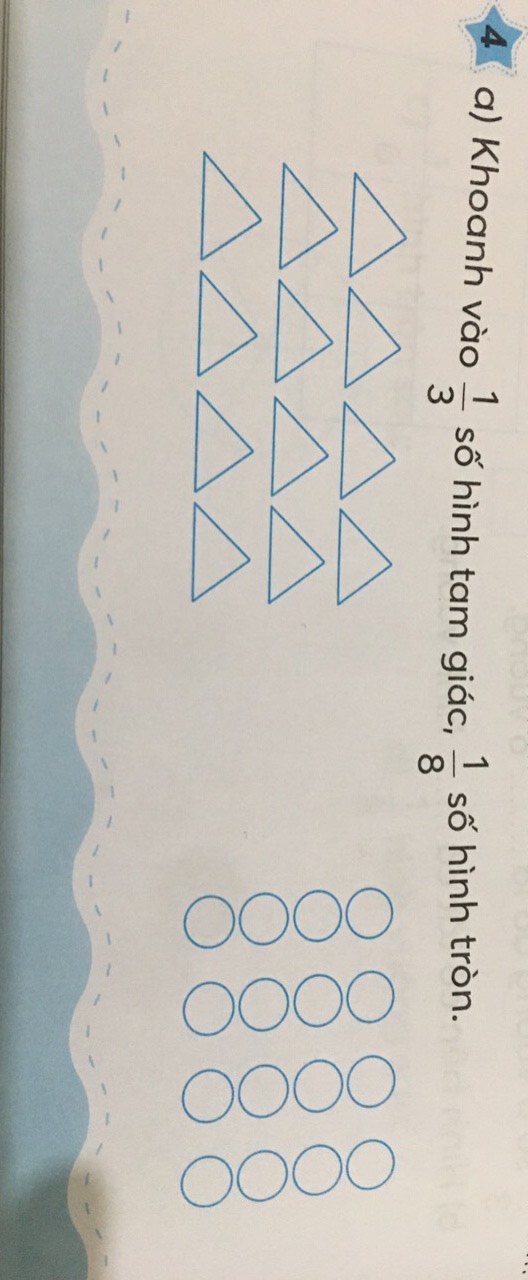 4 a) Khoanh vào 1/3 số hình tam giác, 1/8 số hình tròn.